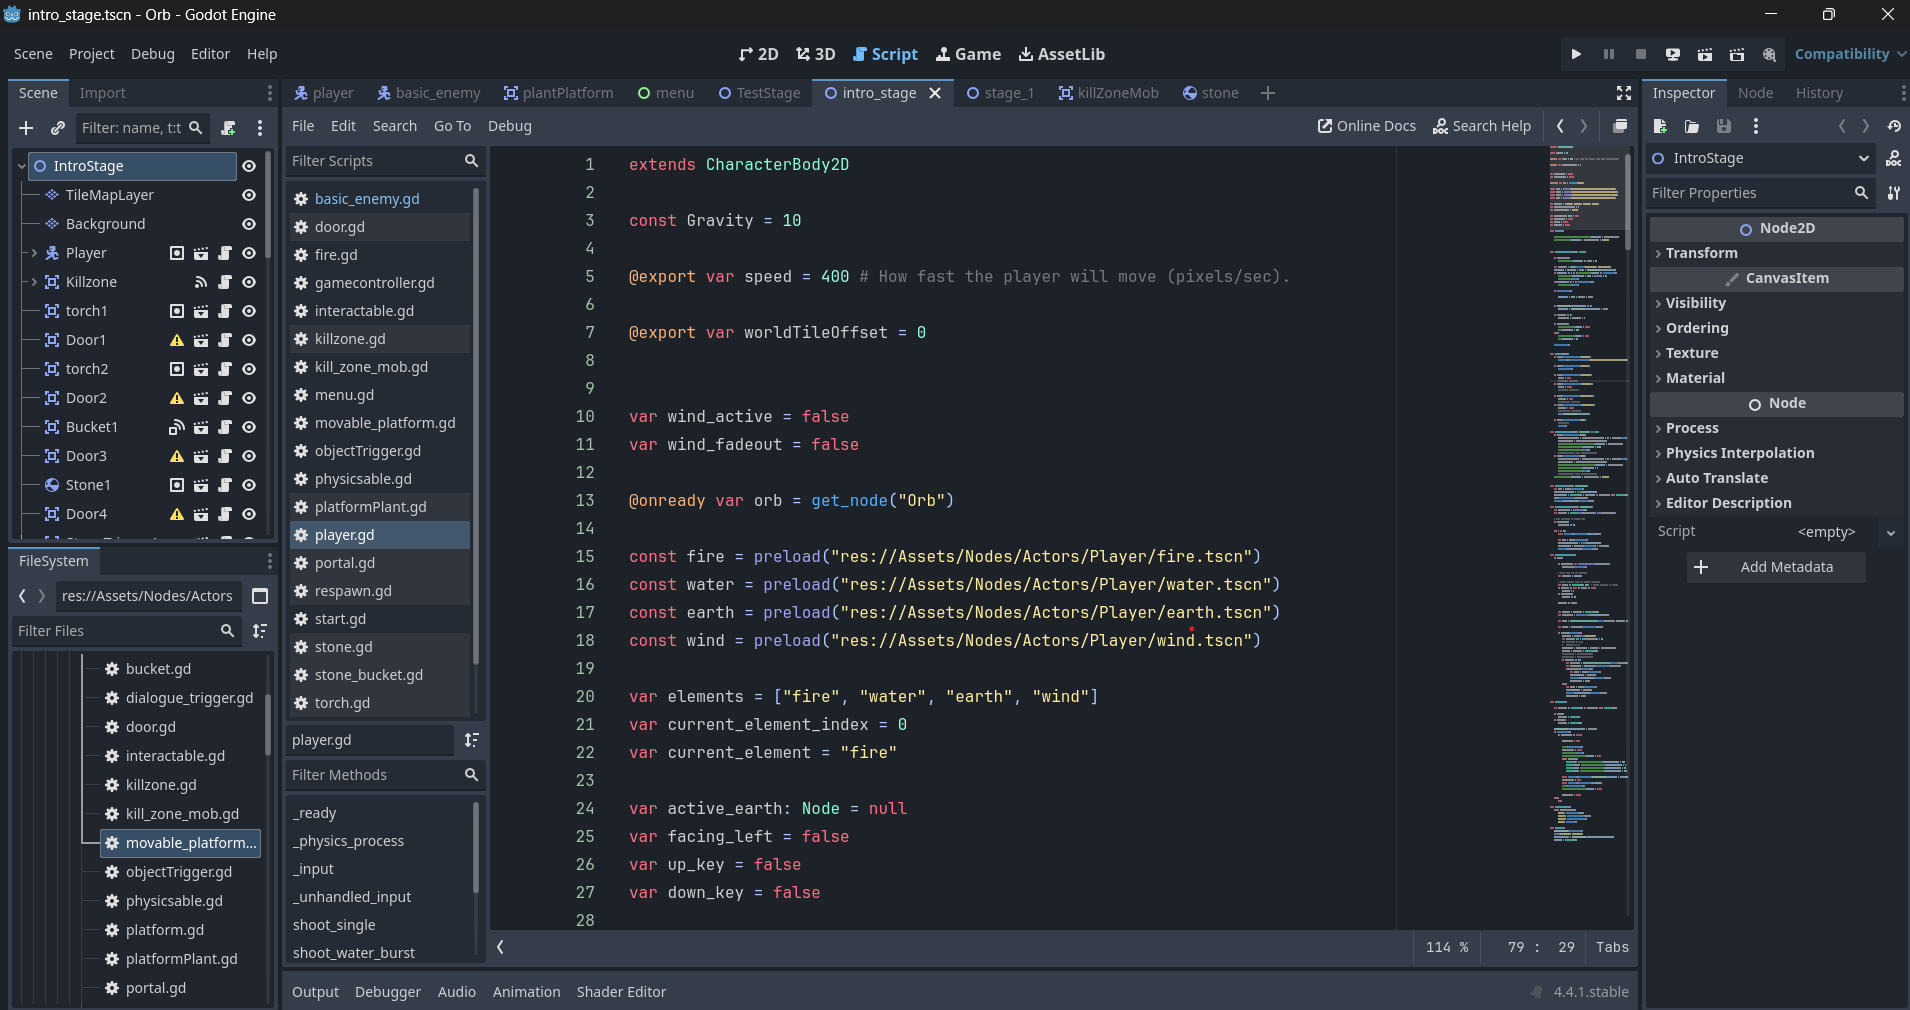 intro_stage.tscn - Orb - Godot Engine
Scene Project Debug Editor Help
2D 3D Script Game AssetLib
Compatibility
Scene Import
Filter: name, t:t
IntroStage
TileMapLayer
Background
Player
Killzone
torch1
Door1
torch2
Door2
Bucket1
Door3
Stone1
Door4
FileSystem
res://Assets/Nodes/Actors
Filter Files
bucket.gd
dialogue_trigger.gd
door.gd
interactable.gd
killzone.gd
kill_zone_mob.gd
movable_platform...
objectTrigger.gd
physicsable.gd
platform.gd
platformPlant.gd
portal.gd
player basic_enemy plantPlatform menu TestStage intro_stage stage_1 killZoneMob stone
File Edit Search Go To Debug
Online Docs Search Help
Filter Scripts
basic_enemy.gd
door.gd
fire.gd
gamecontroller.gd
interactable.gd
killzone.gd
kill_zone_mob.gd
menu.gd
movable_platform.gd
objectTrigger.gd
physicsable.gd
platformPlant.gd
player.gd
portal.gd
respawn.gd
start.gd
stone.gd
stone_bucket.gd
torch.gd
player.gd
Filter Methods
_ready
_physics_process
_input
_unhandled_input
shoot_single
shoot_water_burst
1 extends CharacterBody2D
2
3 const Gravity = 10
4
5 @export var speed = 400 # How fast the player will move (pixels/sec).
6
7 @export var worldTileOffset = 0
8
9
10 var wind_active = false
11 var wind_fadeout = false
12
13 @onready var orb = get_node("Orb")
14
15 const fire = preload("res://Assets/Nodes/Actors/Player/fire.tscn")
16 const water = preload("res://Assets/Nodes/Actors/Player/water.tscn")
17 const earth = preload("res://Assets/Nodes/Actors/Player/earth.tscn")
18 const wind = preload("res://Assets/Nodes/Actors/Player/wind.tscn")
19
20 var elements = ["fire", "water", "earth", "wind"]
21 var current_element_index = 0
22 var current_element = "fire"
23
24 var active_earth: Node = null
25 var facing_left = false
26 var up_key = false
27 var down_key = false
28
114 % 79 : 29 Tabs
Output Debugger Audio Animation Shader Editor
4.4.1.stable
Inspector Node History
IntroStage
Filter Properties
Node2D
Transform
CanvasItem
Visibility
Ordering
Texture
Material
Node
Process
Physics Interpolation
Auto Translate
Editor Description
Script <empty>
Add Metadata